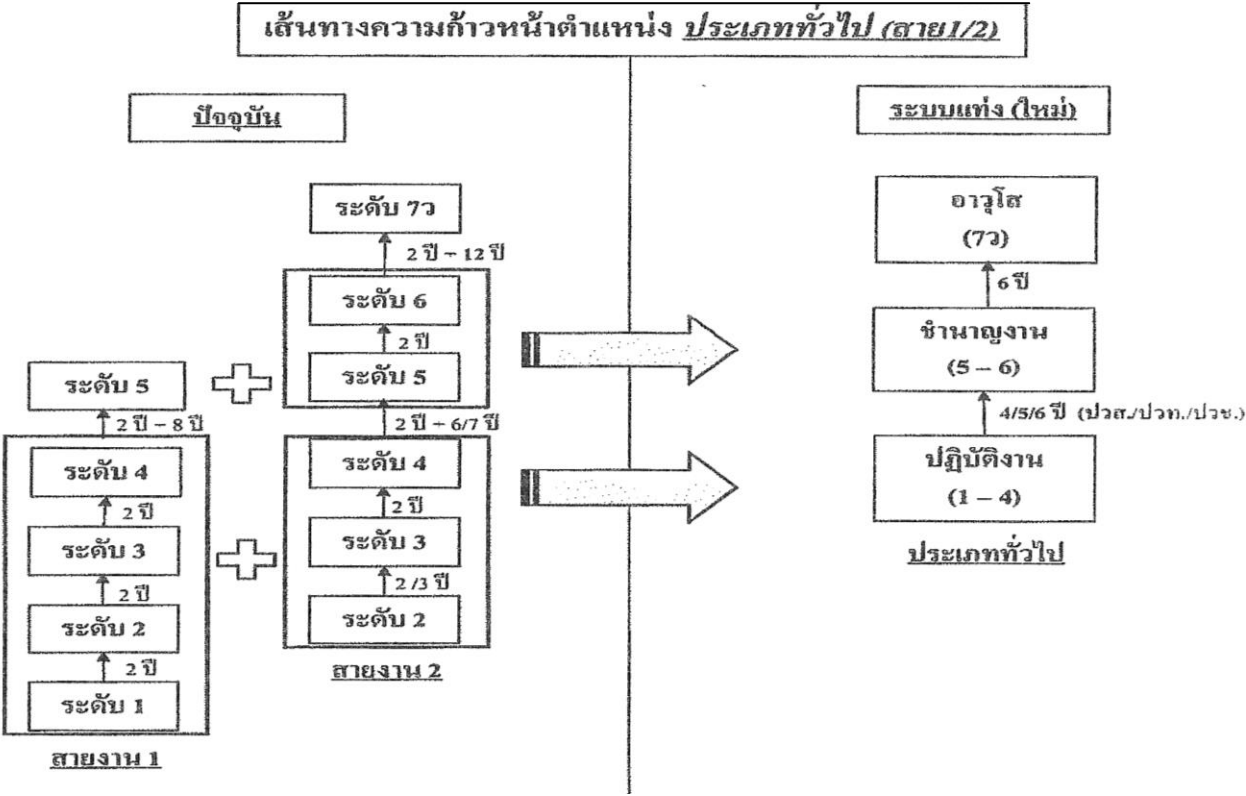 เส้นทางความก้าวหน้าตำแหน่ง ประเภททั่วไป (สาย1/2)
ปัจจุบัน
ระดับ 5
2 ปี - 8 ปี
ระดับ 4
2 ปี
ระดับ 3
2 ปี
ระดับ 2
2 ปี
ระดับ 1
สายงาน 1
ระดับ 7ว
2 ปี - 12 ปี
ระดับ 6
2 ปี
ระดับ 5
2 ปี - 6/7 ปี
ระดับ 4
2 ปี
ระดับ 3
2 /3 ปี
ระดับ 2
สายงาน 2
ระบบแท่ง (ใหม่)
อาวุโส
(7ว)
6 ปี
ชำนาญงาน
(5 – 6)
4/5/6 ปี (ปวส./ปวท./ปวช.)
ปฏิบัติงาน
(1 – 4)
ประเภททั่วไป